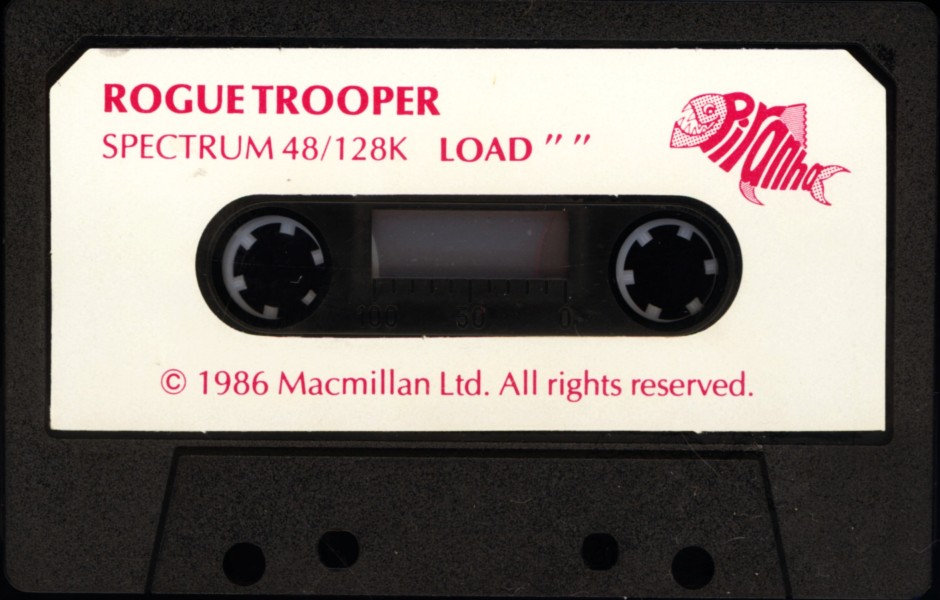 ROGUE TROOPER
SPECTRUM 48/128K LOAD ” ”
Piranha
100 50 0
© 1986 Macmillan Ltd. All rights reserved.